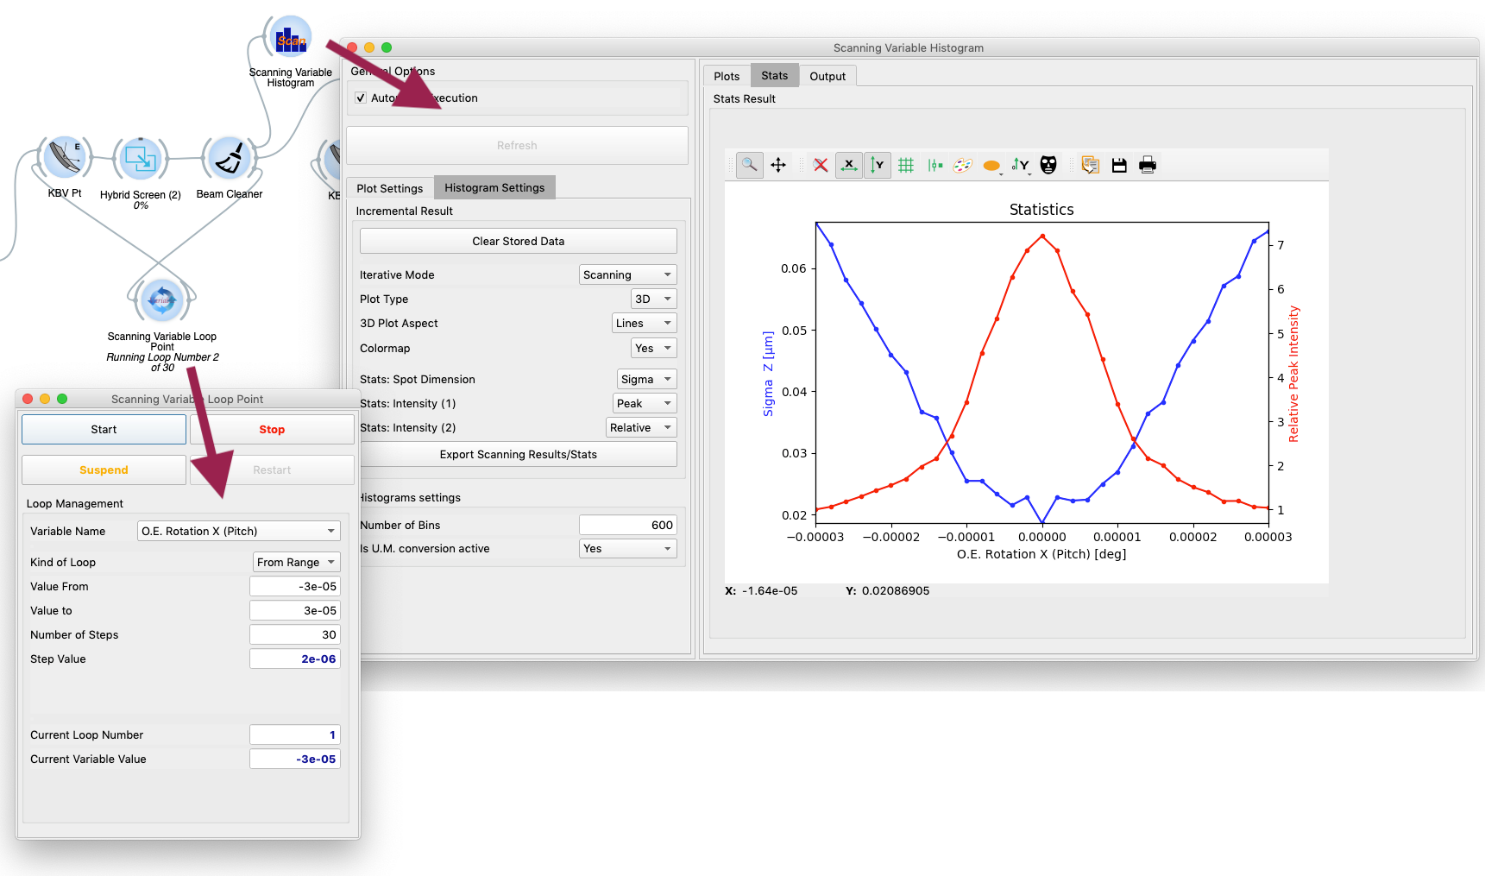 Scan
Scanning Variable
Histogram
E
KBV Pt
Hybrid Screen (2)
0%
Beam Cleaner
KB
Scanning Variable Loop
Point
Running Loop Number 2
of 30
Scanning Variable Histogram
General Options
Execution
Refresh
Plot Settings
Histogram Settings
Incremental Result
Clear Stored Data
Iterative Mode
Scanning
Plot Type
3D
3D Plot Aspect
Lines
Colormap
Yes
Stats: Spot Dimension
Sigma
Stats: Intensity (1)
Peak
Stats: Intensity (2)
Relative
Export Scanning Results/Stats
Histograms settings
Number of Bins
600
Is U.M. conversion active
Yes
Plots
Stats
Output
Stats Result
X
Y
Y
Statistics
0.06
0.05
0.04
0.03
0.02
Sigma Z [µm]
7
6
5
4
3
2
1
Relative Peak Intensity
−0.00003
−0.00002
−0.00001
0.00000
0.00001
0.00002
0.00003
O.E. Rotation X (Pitch) [deg]
X: -1.64e-05
Y: 0.02086905
Scanning Variable Loop Point
Start
Stop
Suspend
Restart
Loop Management
Variable Name
O.E. Rotation X (Pitch)
Kind of Loop
From Range
Value From
-3e-05
Value to
3e-05
Number of Steps
30
Step Value
2e-06
Current Loop Number
1
Current Variable Value
-3e-05